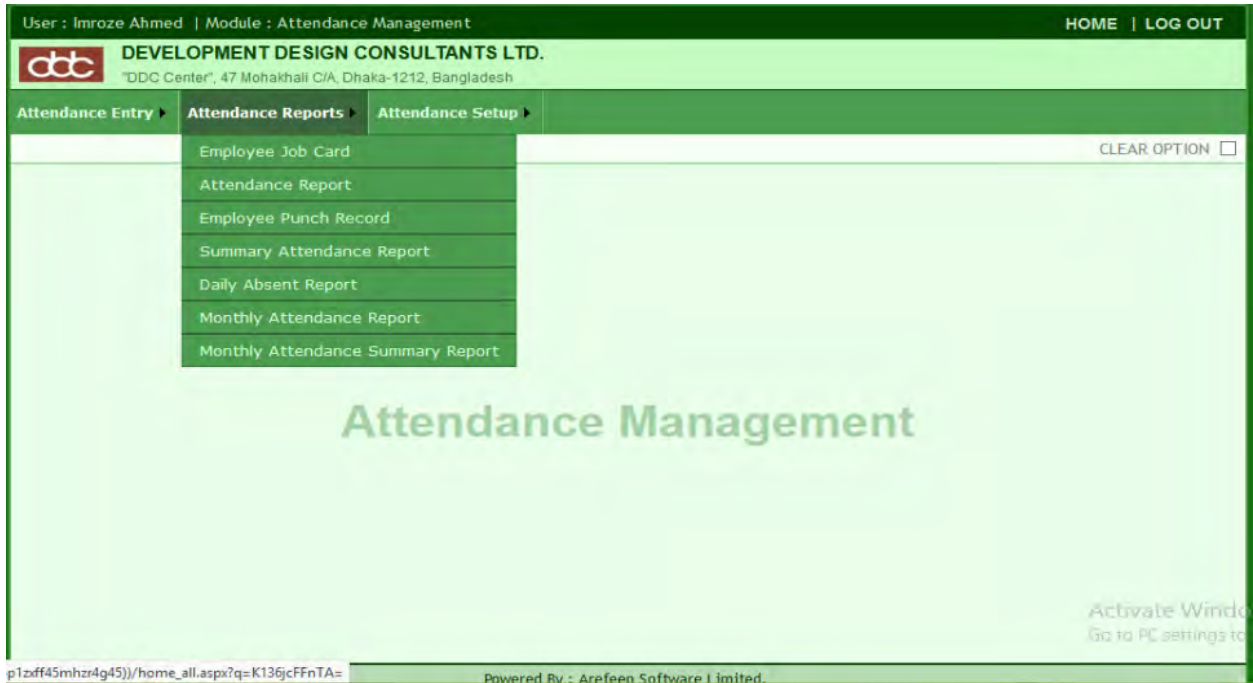 User : Imroze Ahmed | Module : Attendance Management HOME | LOG OUT
ddc DEVELOPMENT DESIGN CONSULTANTS LTD.
"DDC Center", 47 Mohakhali C/A, Dhaka-1212, Bangladesh
Attendance Entry Attendance Reports Attendance Setup
CLEAR OPTION
Employee Job Card
Attendance Report
Employee Punch Record
Summary Attendance Report
Daily Absent Report
Monthly Attendance Report
Monthly Attendance Summary Report
Attendance Management
Activate Windo
Go to PC settings to
p1zxff45mhzr4g45))/home_all.aspx?q=K136jcFFnTA=
Powered By : Arefeen Software Limited.